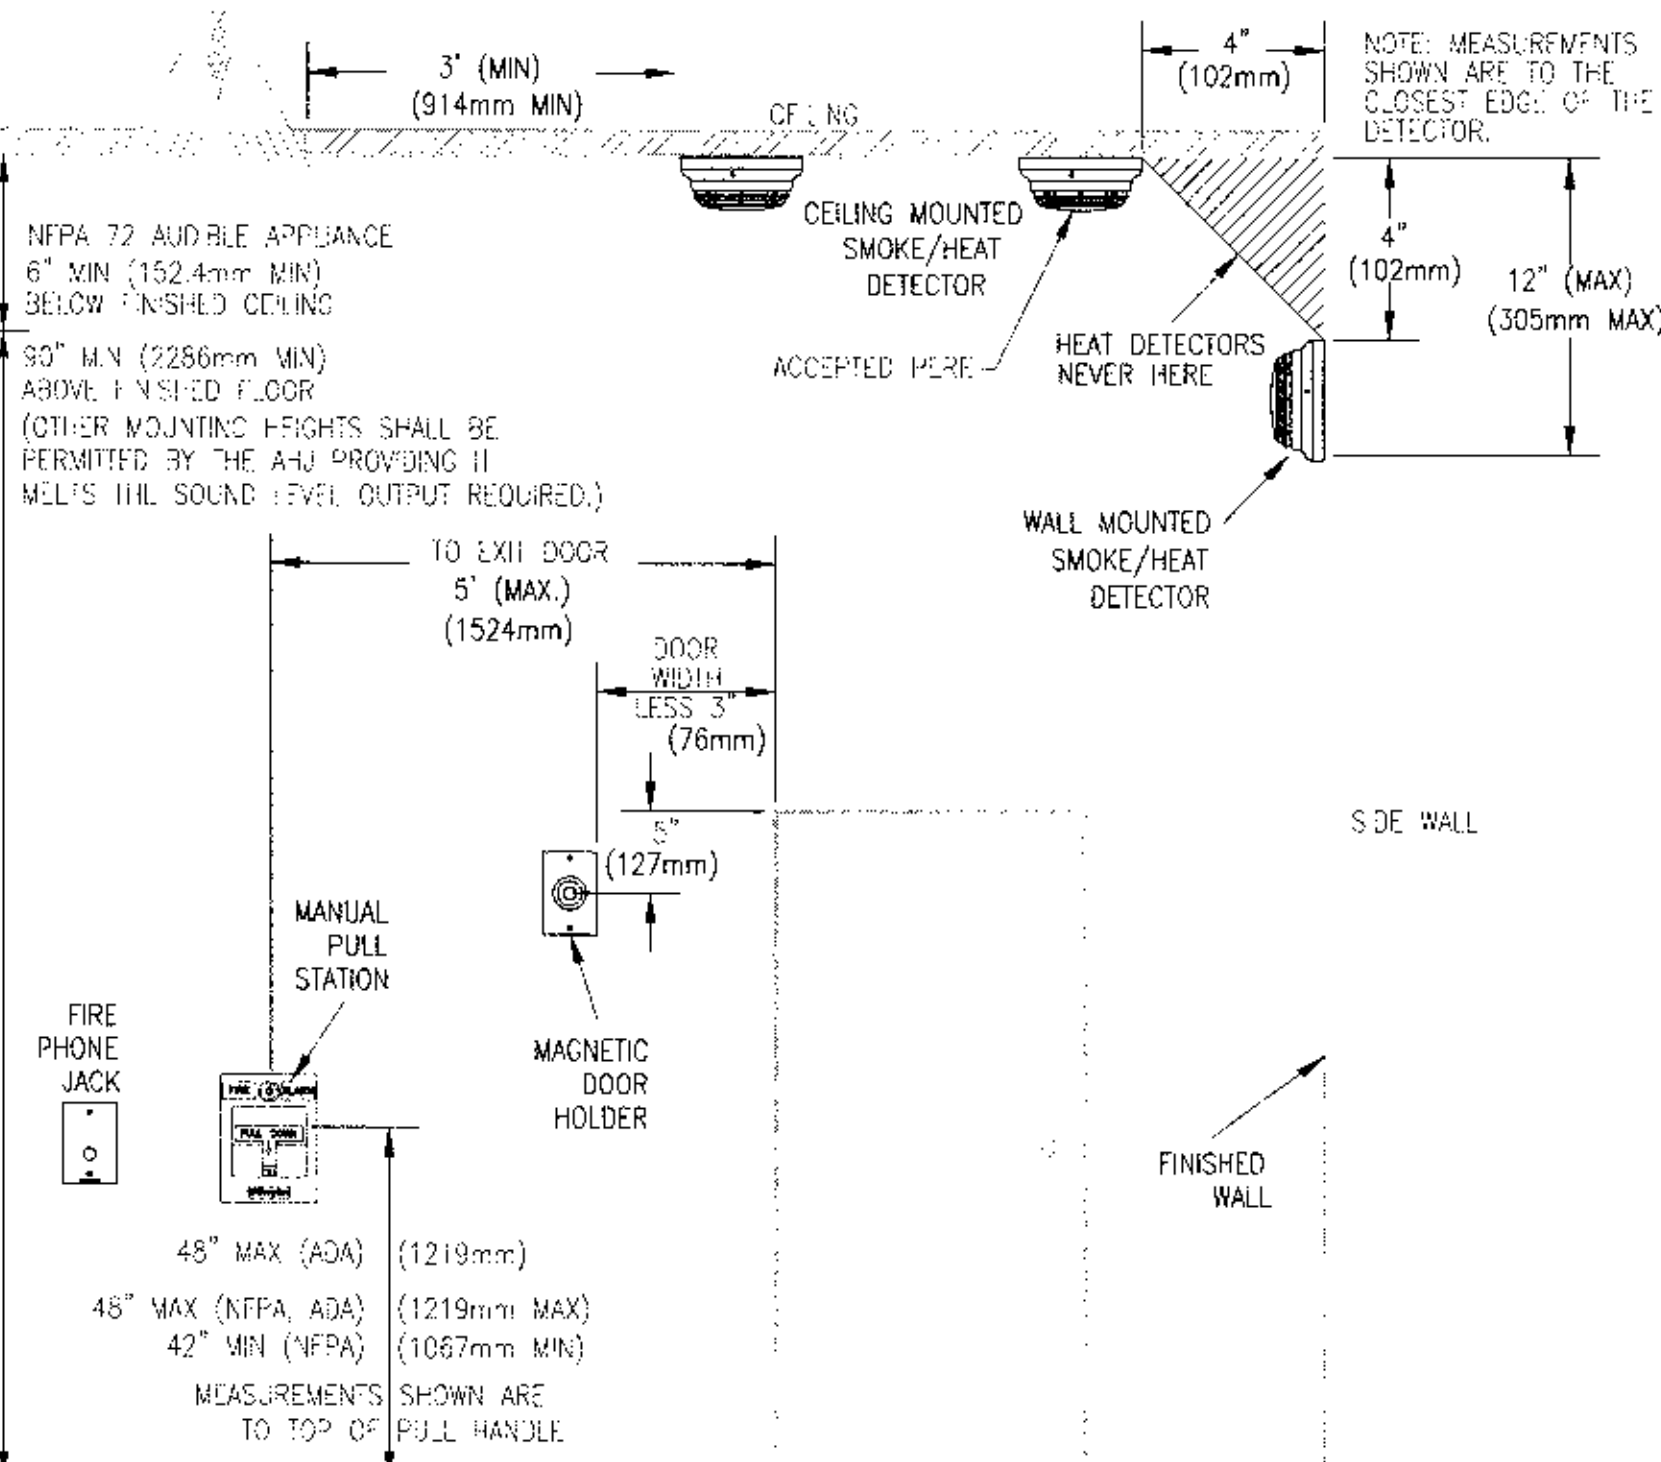 3' (MIN)
(914mm MIN)
4"
(102mm)
NOTE: MEASUREMENTS
SHOWN ARE TO THE
CLOSEST EDGE OF THE
DETECTOR.
CEILING
NFPA 72 AUDIBLE APPLIANCE
6" MIN (152.4mm MIN)
BELOW FINISHED CEILING
90" MIN (2286mm MIN)
ABOVE FINISHED FLOOR
(OTHER MOUNTING HEIGHTS SHALL BE
PERMITTED BY THE AHJ PROVIDING IT
MEETS THE SOUND LEVEL OUTPUT REQUIRED.)
CEILING MOUNTED
SMOKE/HEAT
DETECTOR
ACCEPTED HERE
HEAT DETECTORS
NEVER HERE
4"
(102mm)
12" (MAX)
(305mm MAX)
WALL MOUNTED
SMOKE/HEAT
DETECTOR
TO EXIT DOOR
5' (MAX.)
(1524mm)
DOOR
WIDTH
LESS 3"
(76mm)
5"
(127mm)
SIDE WALL
MANUAL
PULL
STATION
FIRE
PHONE
JACK
MAGNETIC
DOOR
HOLDER
FIRE ALARM
PULL DOWN
FINISHED
WALL
48" MAX (ADA) (1219mm)
48" MAX (NFPA, ADA) (1219mm MAX)
42" MIN (NFPA) (1067mm MIN)
MEASUREMENTS SHOWN ARE
TO TOP OF PULL HANDLE